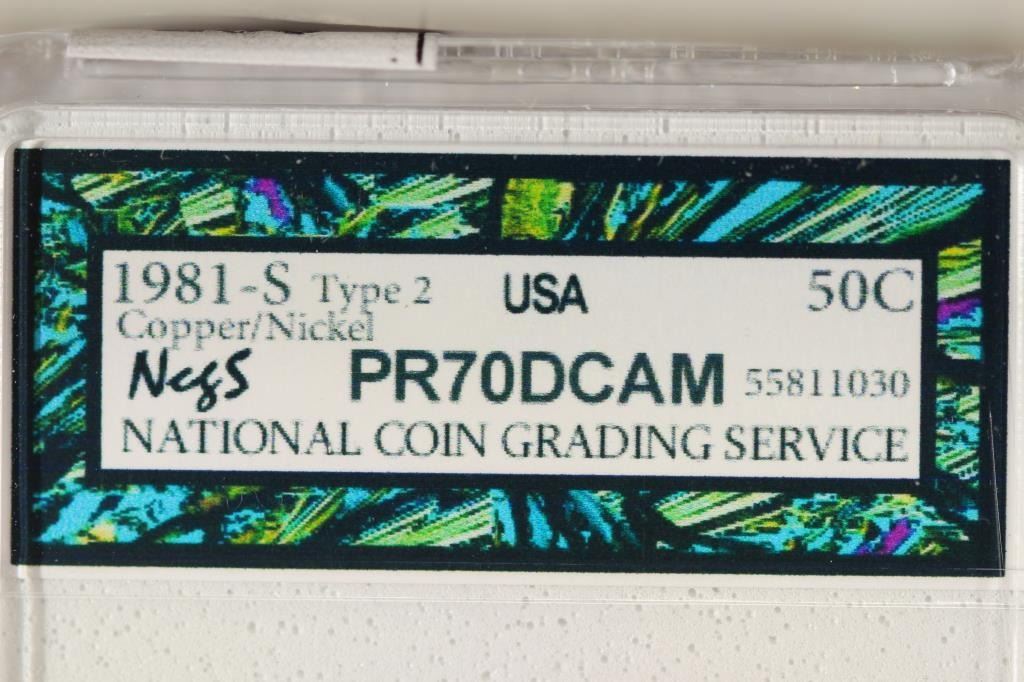 1981-S Type 2 USA 50C
Copper/Nickel
NcgS PR70DCAM 55811030
NATIONAL COIN GRADING SERVICE